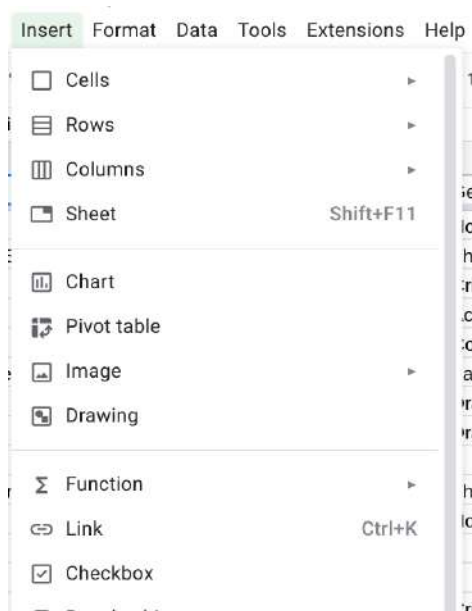 Insert Format Data Tools Extensions Help
Cells
Rows
Columns
Sheet Shift+F11
Chart
Pivot table
Image
Drawing
Function
Link Ctrl+K
Checkbox